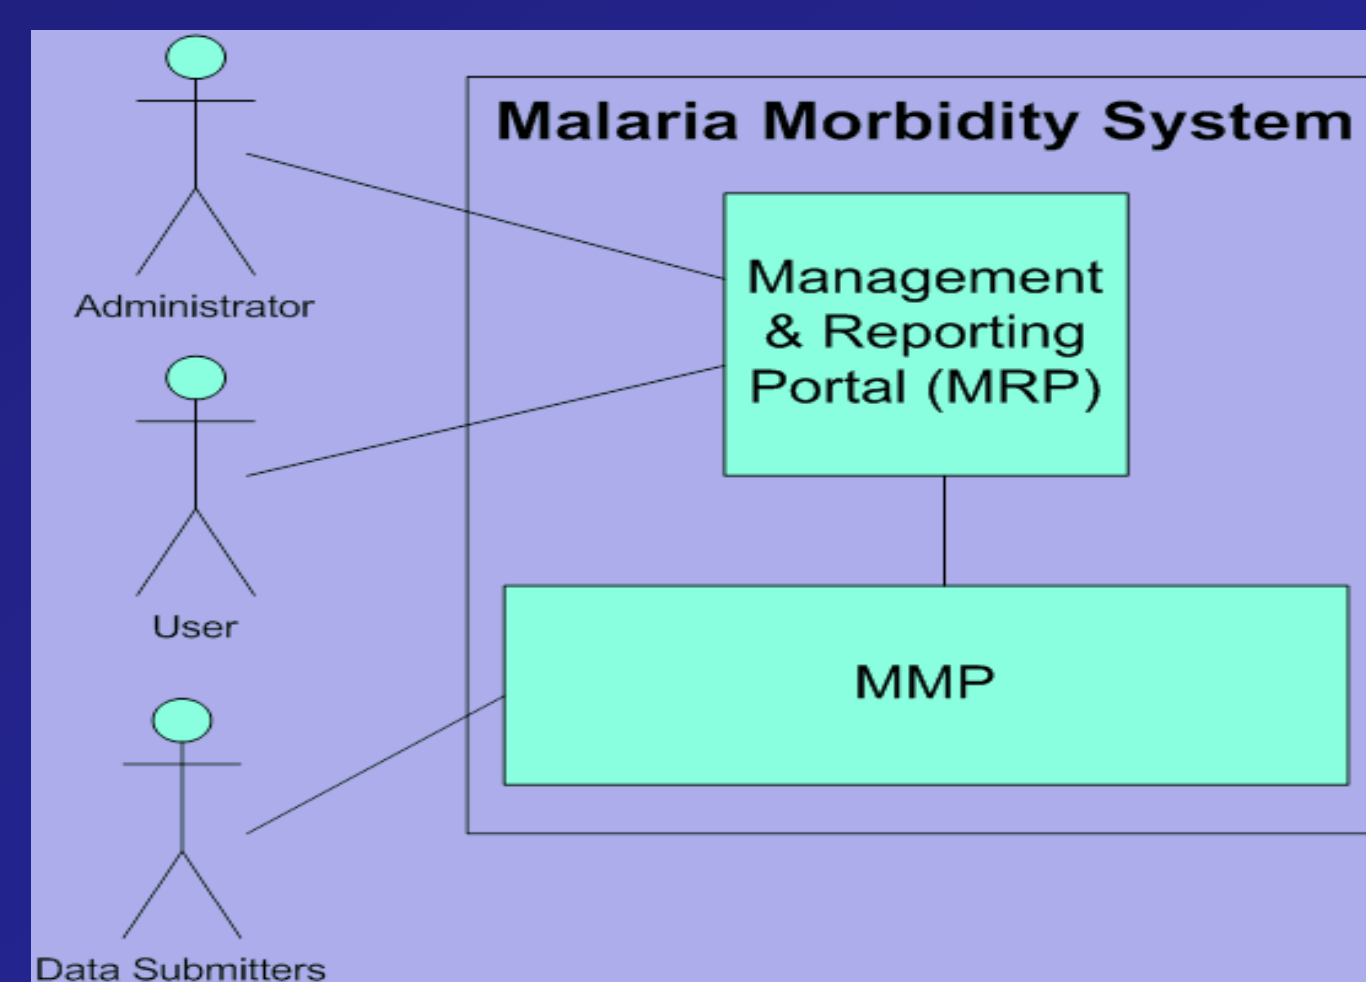 Malaria Morbidity System
Administrator
Management
& Reporting
Portal (MRP)
User
MMP
Data Submitters